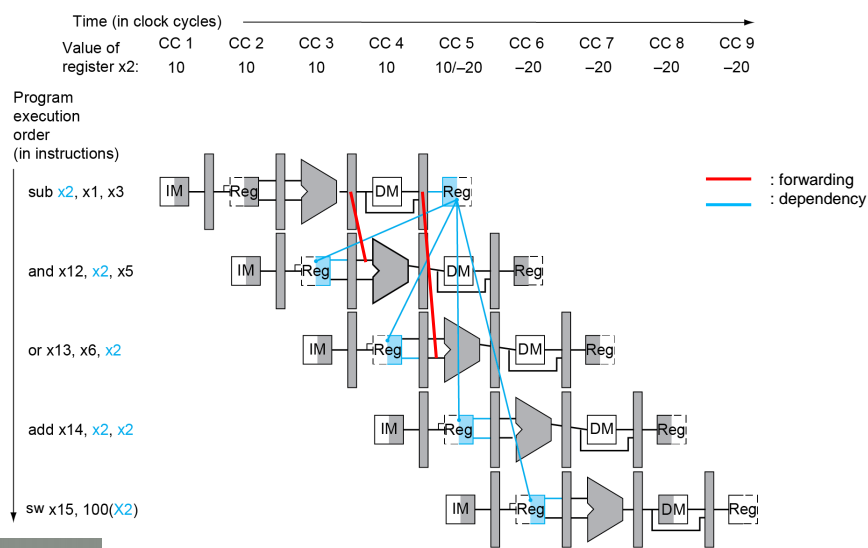 Time (in clock cycles)
Value of register x2:
CC 1 CC 2 CC 3 CC 4 CC 5 CC 6 CC 7 CC 8 CC 9
10 10 10 10 10/–20 –20 –20 –20 –20
Program
execution
order
(in instructions)
sub x2, x1, x3
IM Reg DM Reg
: forwarding
: dependency
and x12, x2, x5
IM Reg DM Reg
or x13, x6, x2
IM Reg DM Reg
add x14, x2, x2
IM Reg DM Reg
sw x15, 100(X2)
IM Reg DM Reg